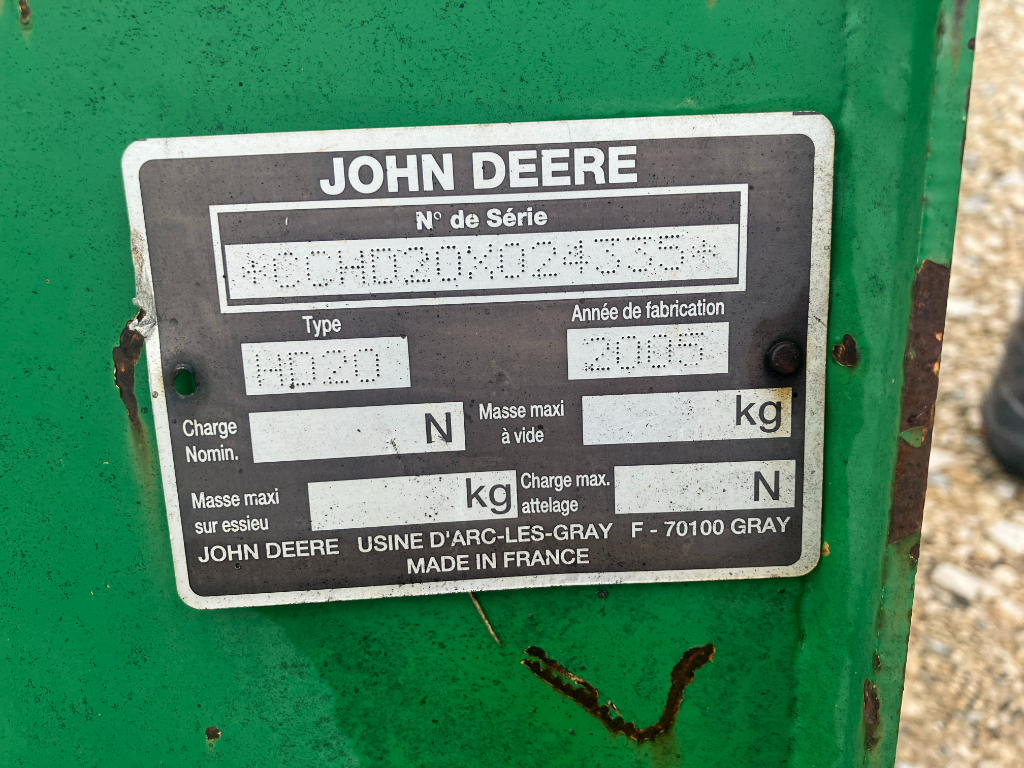 JOHN DEERE
N° de Série
*CCHD20X024335*
Type
Année de fabrication
HD20
2005
Charge Nomin.
N
Masse maxi à vide
kg
Masse maxi sur essieu
kg
Charge max. attelage
N
JOHN DEERE USINE D'ARC-LES-GRAY F - 70100 GRAY
MADE IN FRANCE